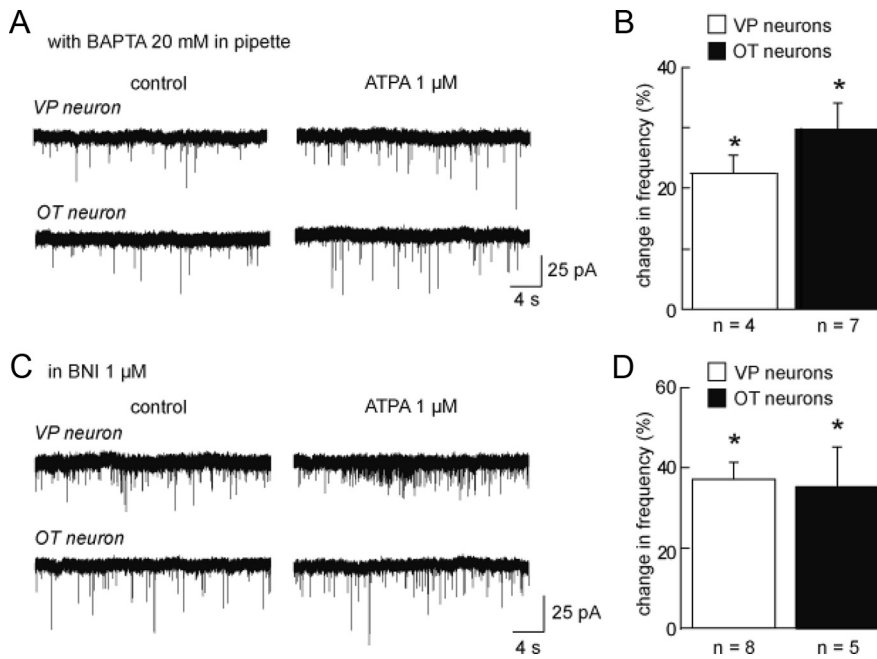 A
with BAPTA 20 mM in pipette
control
ATPA 1 µM
VP neuron
OT neuron
25 pA
4 s
B
VP neurons
OT neurons
change in frequency (%)
40
20
0
*
*
n = 4
n = 7
C
in BNI 1 µM
control
ATPA 1 µM
VP neuron
OT neuron
25 pA
4 s
D
VP neurons
OT neurons
change in frequency (%)
60
40
20
0
*
*
n = 8
n = 5